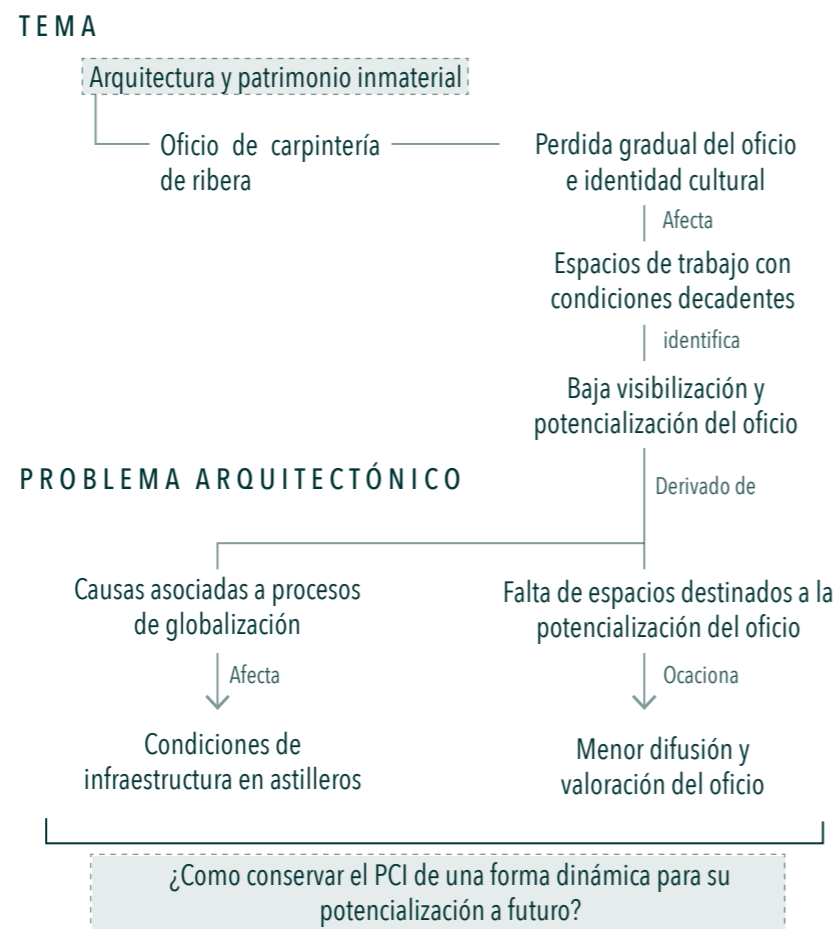 TEMA
Arquitectura y patrimonio inmaterial
Oficio de carpintería
de ribera
Perdida gradual del oficio
e identidad cultural
Afecta
Espacios de trabajo con
condiciones decadentes
identifica
Baja visibilización y
potencialización del oficio
PROBLEMA ARQUITECTÓNICO
Derivado de
Causas asociadas a procesos
de globalización
Falta de espacios destinados a la
potencialización del oficio
Afecta
Ocaciona
Condiciones de
infraestructura en astilleros
Menor difusión y
valoración del oficio
¿Como conservar el PCI de una forma dinámica para su
potencialización a futuro?